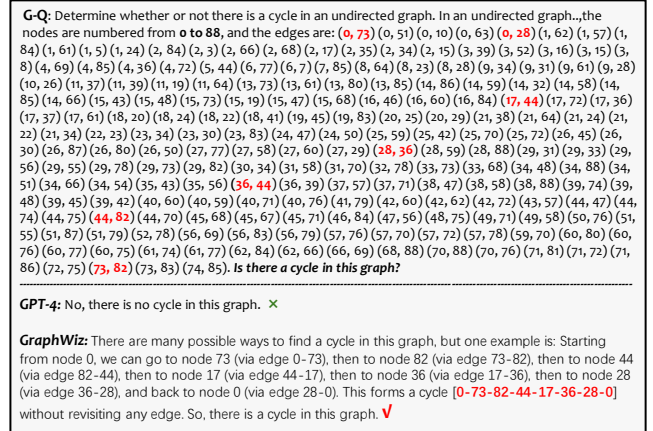 G-Q: Determine whether or not there is a cycle in an undirected graph. In an undirected graph..,the
nodes are numbered from 0 to 88, and the edges are: (0, 73) (0, 51) (0, 10) (0, 63) (0, 28) (1, 62) (1, 57) (1,
84) (1, 61) (1, 5) (1, 24) (2, 84) (2, 3) (2, 66) (2, 68) (2, 17) (2, 35) (2, 34) (2, 15) (3, 39) (3, 52) (3, 16) (3, 15) (3,
8) (4, 69) (4, 85) (4, 36) (4, 72) (5, 44) (6, 77) (6, 7) (7, 85) (8, 64) (8, 23) (8, 28) (9, 34) (9, 31) (9, 61) (9, 28)
(10, 26) (11, 37) (11, 39) (11, 19) (11, 64) (13, 73) (13, 61) (13, 80) (13, 85) (14, 86) (14, 59) (14, 32) (14, 58) (14,
85) (14, 66) (15, 43) (15, 48) (15, 73) (15, 19) (15, 47) (15, 68) (16, 46) (16, 60) (16, 84) (17, 44) (17, 72) (17, 36)
(17, 37) (17, 61) (18, 20) (18, 24) (18, 22) (18, 41) (19, 45) (19, 83) (20, 25) (20, 29) (21, 38) (21, 64) (21, 24) (21,
22) (21, 34) (22, 23) (23, 34) (23, 30) (23, 83) (24, 47) (24, 50) (25, 59) (25, 42) (25, 70) (25, 72) (26, 45) (26,
30) (26, 87) (26, 80) (26, 50) (27, 77) (27, 58) (27, 60) (27, 29) (28, 36) (28, 59) (28, 88) (29, 31) (29, 33) (29,
56) (29, 55) (29, 78) (29, 73) (29, 82) (30, 34) (31, 58) (31, 70) (32, 78) (33, 73) (33, 68) (34, 48) (34, 88) (34,
51) (34, 66) (34, 54) (35, 43) (35, 56) (36, 44) (36, 39) (37, 57) (37, 71) (38, 47) (38, 58) (38, 88) (39, 74) (39,
48) (39, 45) (39, 42) (40, 60) (40, 59) (40, 71) (40, 76) (41, 79) (42, 60) (42, 62) (42, 72) (43, 57) (44, 47) (44,
74) (44, 75) (44, 82) (44, 70) (45, 68) (45, 67) (45, 71) (46, 84) (47, 56) (48, 75) (49, 71) (49, 58) (50, 76) (51,
55) (51, 87) (51, 79) (52, 78) (56, 69) (56, 83) (56, 79) (57, 76) (57, 70) (57, 72) (57, 78) (59, 70) (60, 80) (60,
76) (60, 77) (60, 75) (61, 74) (61, 77) (62, 84) (62, 66) (66, 69) (68, 88) (70, 88) (70, 76) (71, 81) (71, 72) (71,
86) (72, 75) (73, 82) (73, 83) (74, 85). Is there a cycle in this graph?
GPT-4: No, there is no cycle in this graph. ×
GraphWiz: There are many possible ways to find a cycle in this graph, but one example is: Starting
from node 0, we can go to node 73 (via edge 0-73), then to node 82 (via edge 73-82), then to node 44
(via edge 82-44), then to node 17 (via edge 44-17), then to node 36 (via edge 17-36), then to node 28
(via edge 36-28), and back to node 0 (via edge 28-0). This forms a cycle [0-73-82-44-17-36-28-0]
without revisiting any edge. So, there is a cycle in this graph. √